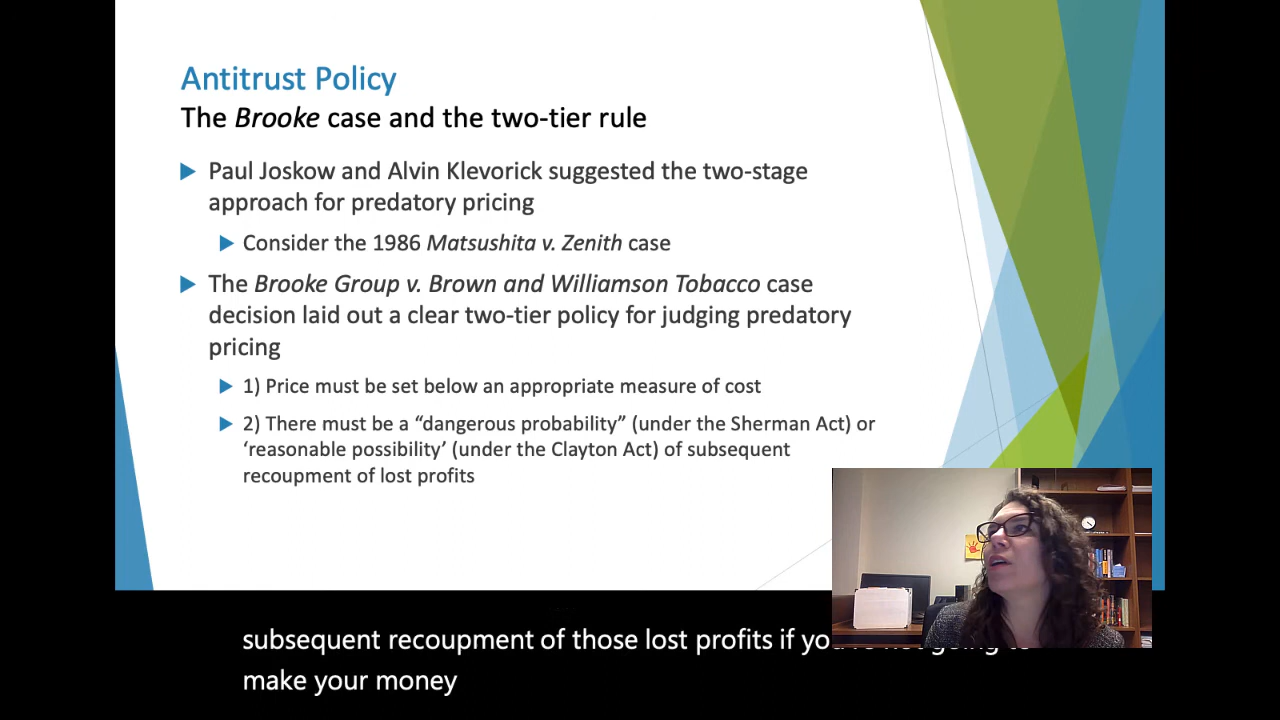 Antitrust Policy
The Brooke case and the two-tier rule
Paul Joskow and Alvin Klevorick suggested the two-stage
approach for predatory pricing
Consider the 1986 Matsushita v. Zenith case
The Brooke Group v. Brown and Williamson Tobacco case
decision laid out a clear two-tier policy for judging predatory
pricing
1) Price must be set below an appropriate measure of cost
2) There must be a “dangerous probability” (under the Sherman Act) or
‘reasonable possibility’ (under the Clayton Act) of subsequent
recoupment of lost profits
subsequent recoupment of those lost profits if
make your money